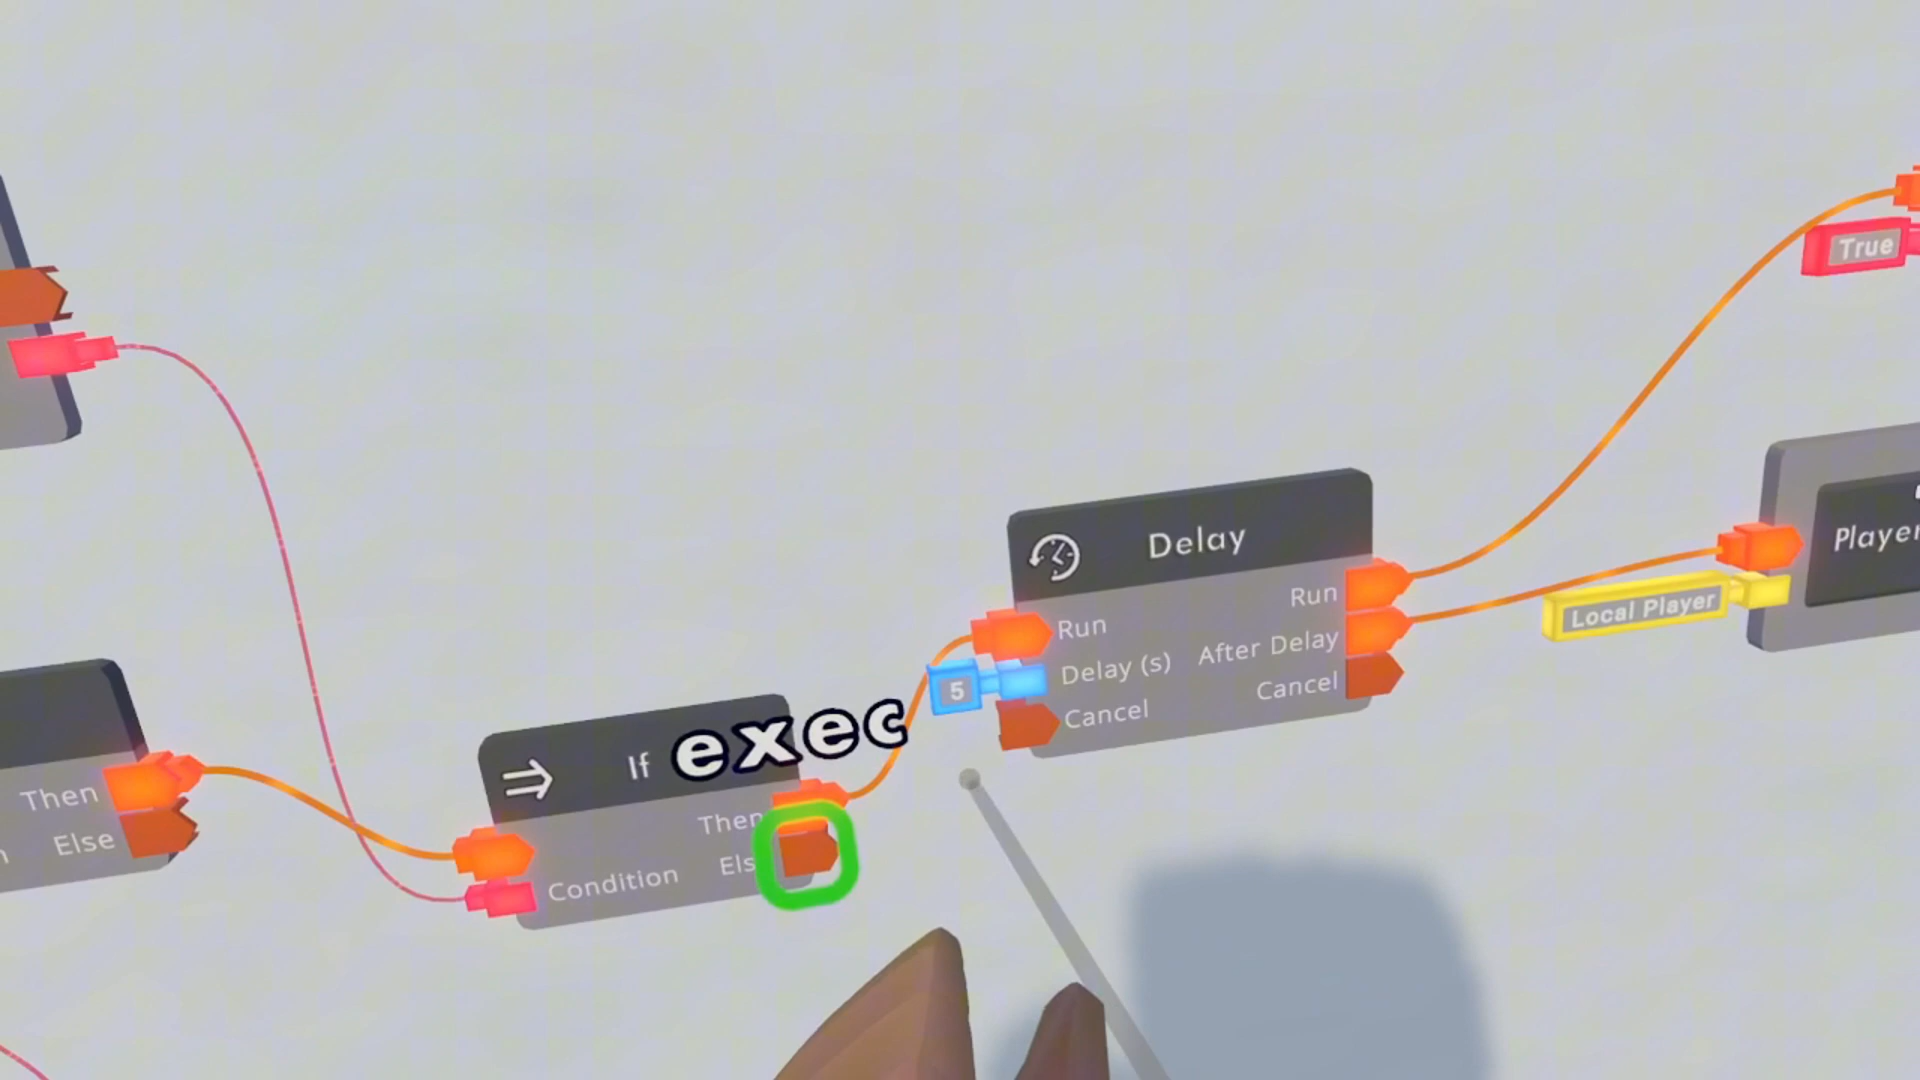 True
Delay
Player
Run
Run
Local Player
Delay (s)
After Delay
5
Cancel
Cancel
If
exec
Then
Then
Else
Condition
Els